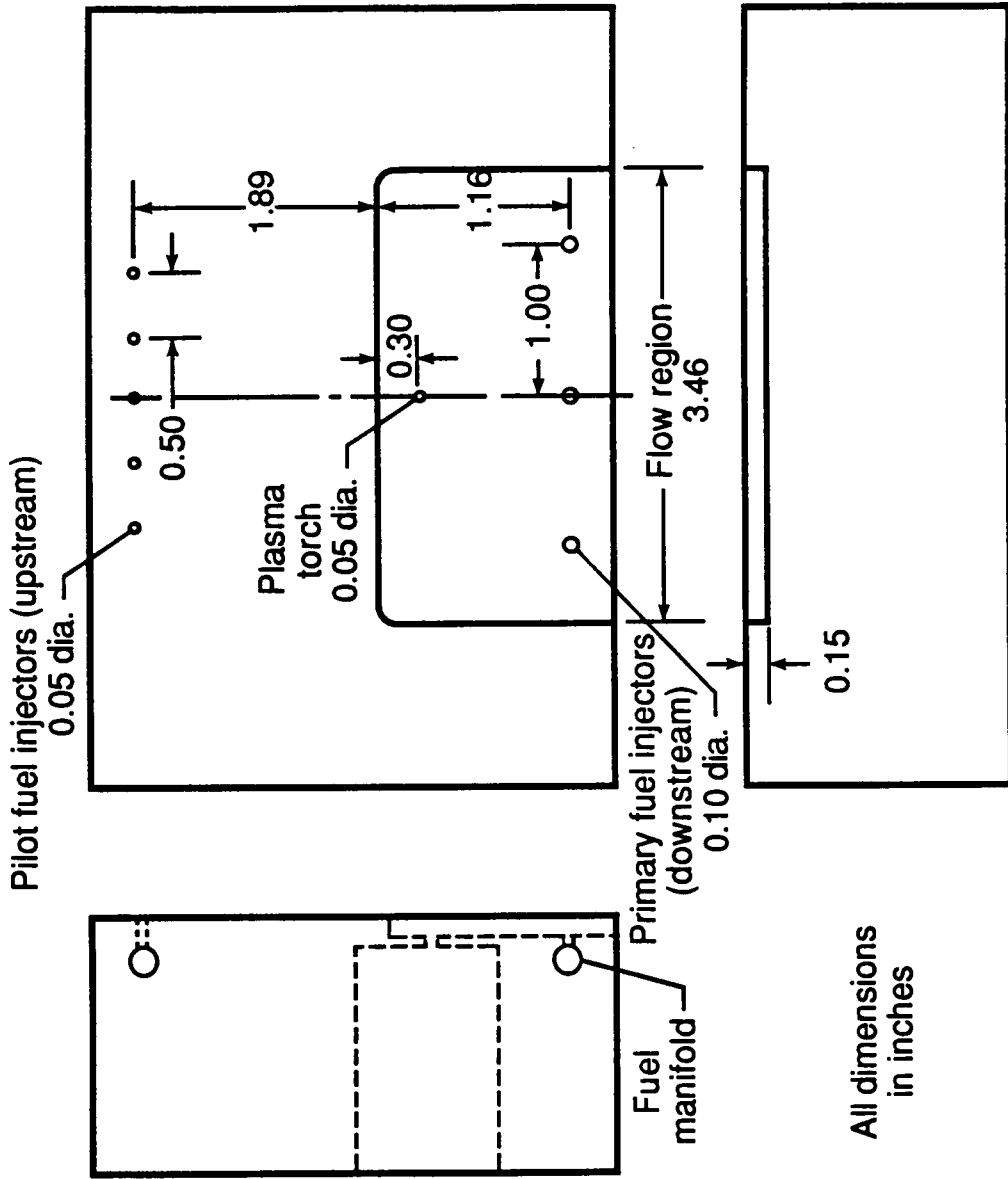 Pilot fuel injectors (upstream)
0.05 dia.
0.50
1.89
Plasma
torch
0.05 dia.
0.30
1.16
1.00
Flow region
3.46
Primary fuel injectors
(downstream)
0.10 dia.
0.15
Fuel
manifold
All dimensions
in inches